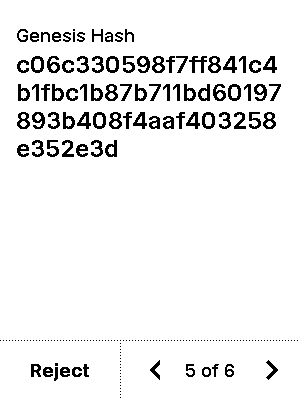 Genesis Hash
c06c330598f7ff841c4
b1fbc1b87b711bd60197
893b408f4aaf403258
e352e3d
Reject
5 of 6